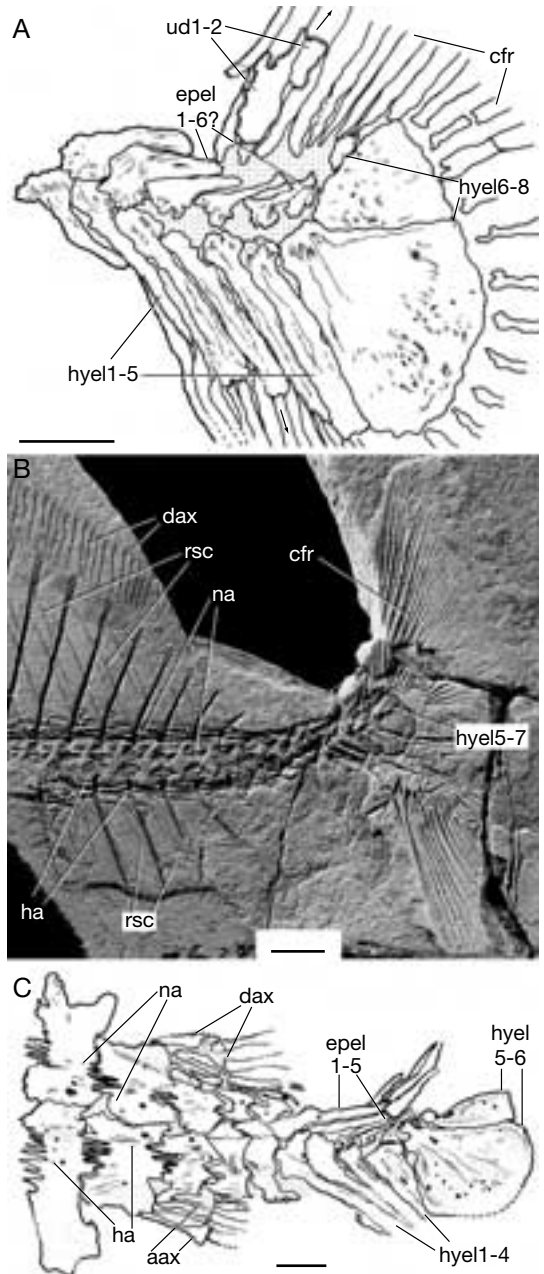 A
ud1-2
cfr
epel
1-6?
hyel6-8
hyel1-5
B
dax
rsc
na
cfr
hyel5-7
ha
rsc
C
na
dax
epel
1-5
hyel
5-6
ha
aax
hyel1-4